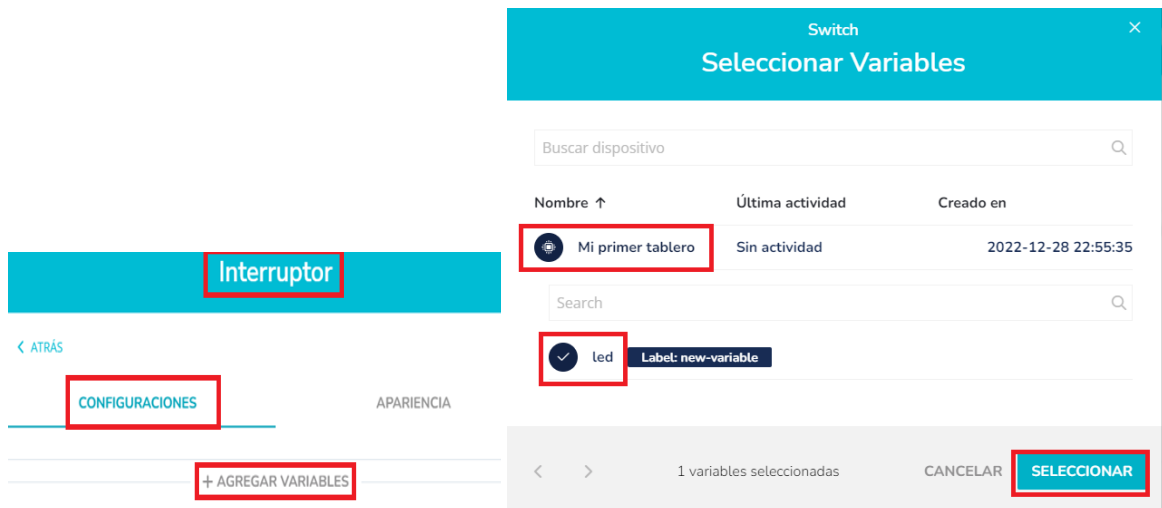 Interruptor
ATRÁS
CONFIGURACIONES
APARIENCIA
+ AGREGAR VARIABLES
Switch
Seleccionar Variables
Buscar dispositivo
Nombre ↑ Última actividad Creado en
Mi primer tablero Sin actividad 2022-12-28 22:55:35
Search
led Label: new-variable
1 variables seleccionadas CANCELAR SELECCIONAR